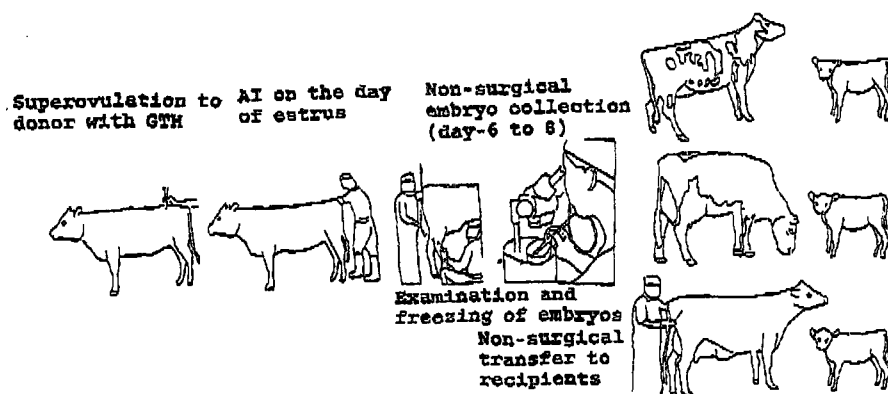 Superovulation to
donor with GTH
AI on the day
of estrus
Non-surgical
embryo collection
(day-6 to 8)
Examination and
freezing of embryos
Non-surgical
transfer to
recipients